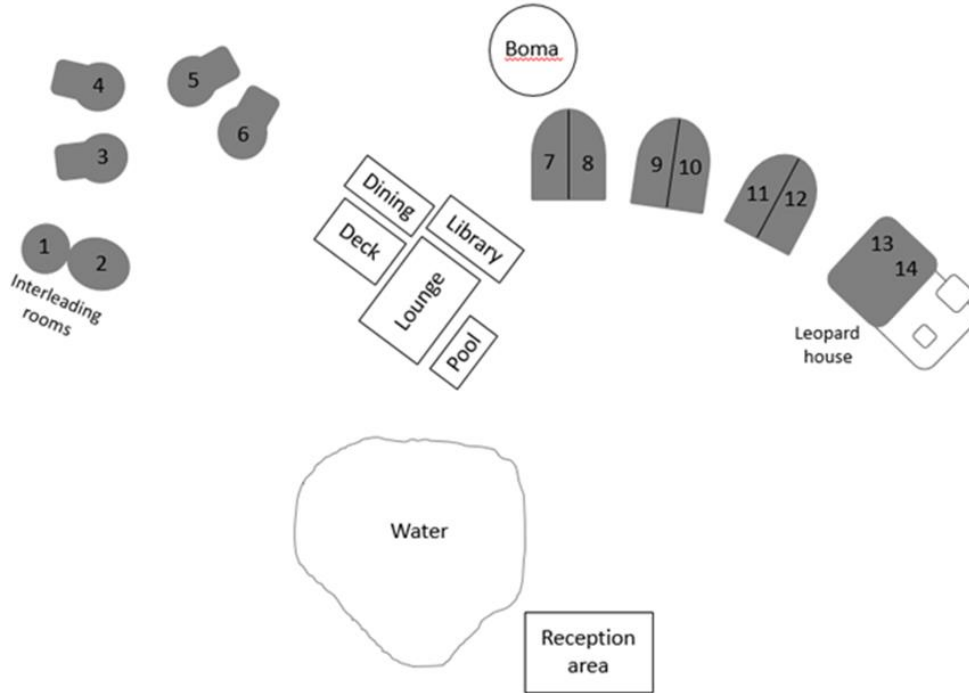 Boma
4
5
6
3
7
8
9
10
11
12
Dining
Library
Deck
Lounge
Pool
1
2
Interleading
rooms
13
14
Leopard
house
Water
Reception
area